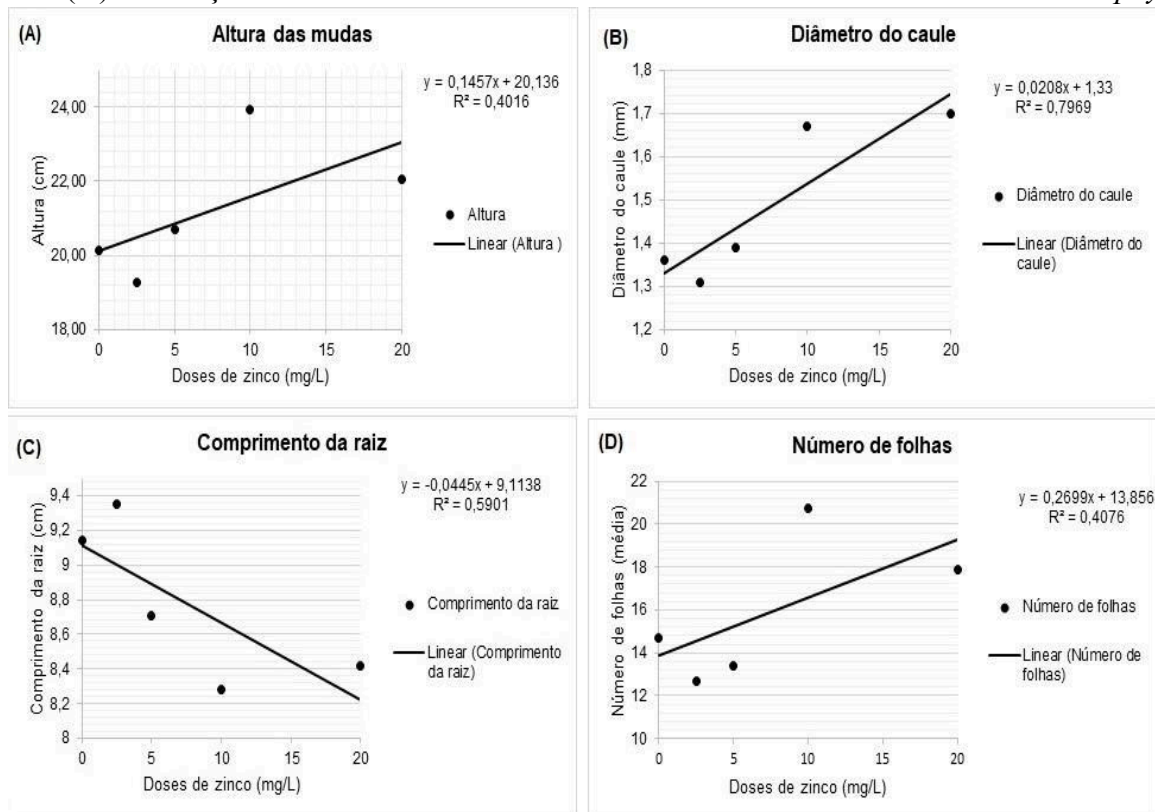 (A)
Altura das mudas
y = 0,1457x + 20,136
R² = 0,4016
24,00
22,00
20,00
18,00
Altura (cm)
Altura
Linear (Altura )
0 5 10 15 20
Doses de zinco (mg/L)
(B)
Diâmetro do caule
y = 0,0208x + 1,33
R² = 0,7969
1,8
1,7
1,6
1,5
1,4
1,3
1,2
Diâmetro do caule (mm)
Diâmetro do caule
Linear (Diâmetro do
caule)
0 5 10 15 20
Doses de zinco (mg/L)
(C)
Comprimento da raiz
y = -0,0445x + 9,1138
R² = 0,5901
9,4
9,2
9
8,8
8,6
8,4
8,2
8
Comprimento da raiz (cm)
Comprimento da raiz
Linear (Comprimento
da raiz)
0 5 10 15 20
Doses de zinco (mg/L)
(D)
Número de folhas
y = 0,2699x + 13,856
R² = 0,4076
22
20
18
16
14
12
10
Número de folhas (média)
Número de folhas
Linear (Número de
folhas)
0 5 10 15 20
Doses de zinco (mg/L)